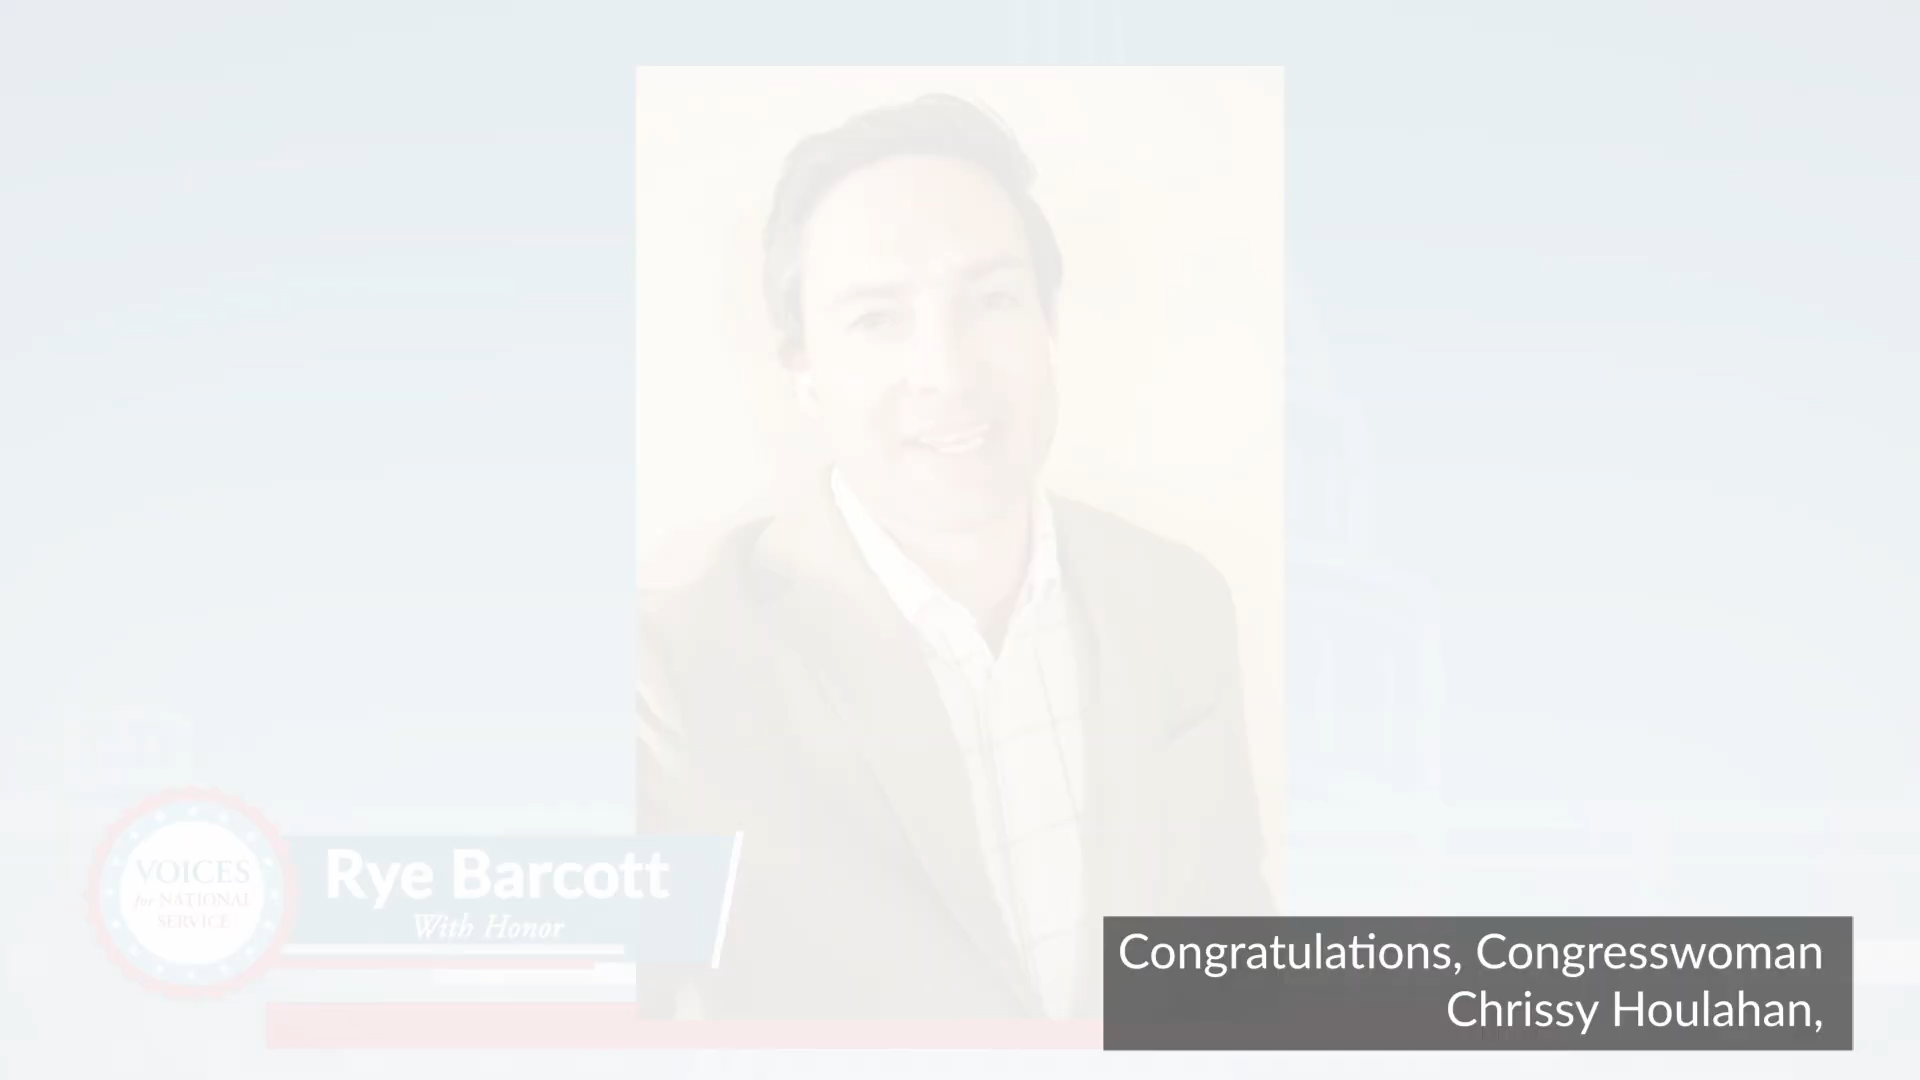 VOICES
for NATIONAL
SERVICE
Rye Barcott
With Honor
Congratulations, Congresswoman
Chrissy Houlahan,